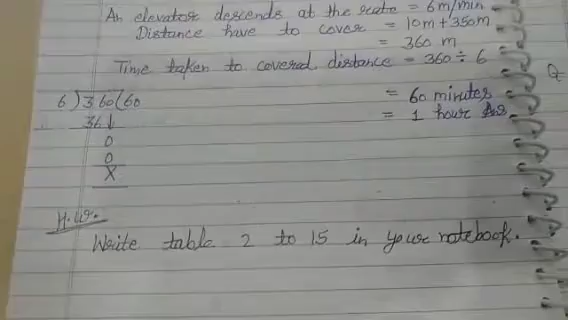 An elevator descends at the rate = 6m/min
Distance have to cover = 10m + 350m
= 360 m
Time taken to covered distance = 360 ÷ 6
6)360(60
= 60 minutes
36↓
= 1 hour Ans
0
0
X
H.W.
Write table 2 to 15 in your notebook.